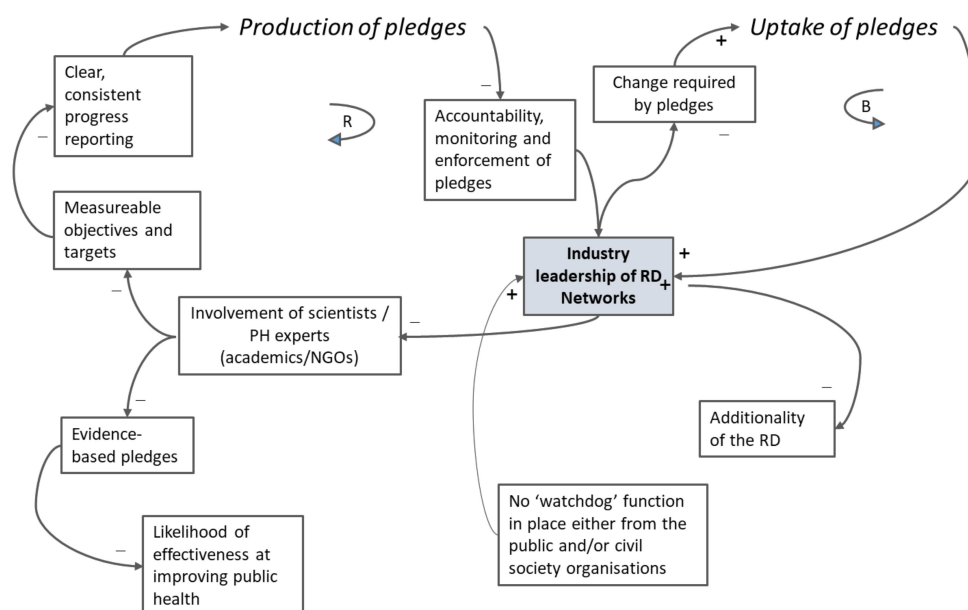 Production of pledges
Uptake of pledges
Clear,
consistent
progress
reporting
–
R
–
Accountability,
monitoring and
enforcement of
pledges
+
Change required
by pledges
–
B
Measureable
objectives and
targets
–
Industry
leadership of RD
Networks
+
+
+
Involvement of scientists /
PH experts
(academics/NGOs)
–
–
Evidence-
based pledges
–
Additionality
of the RD
–
No ‘watchdog’ function
in place either from the
public and/or civil
society organisations
Likelihood of
effectiveness at
improving public
health